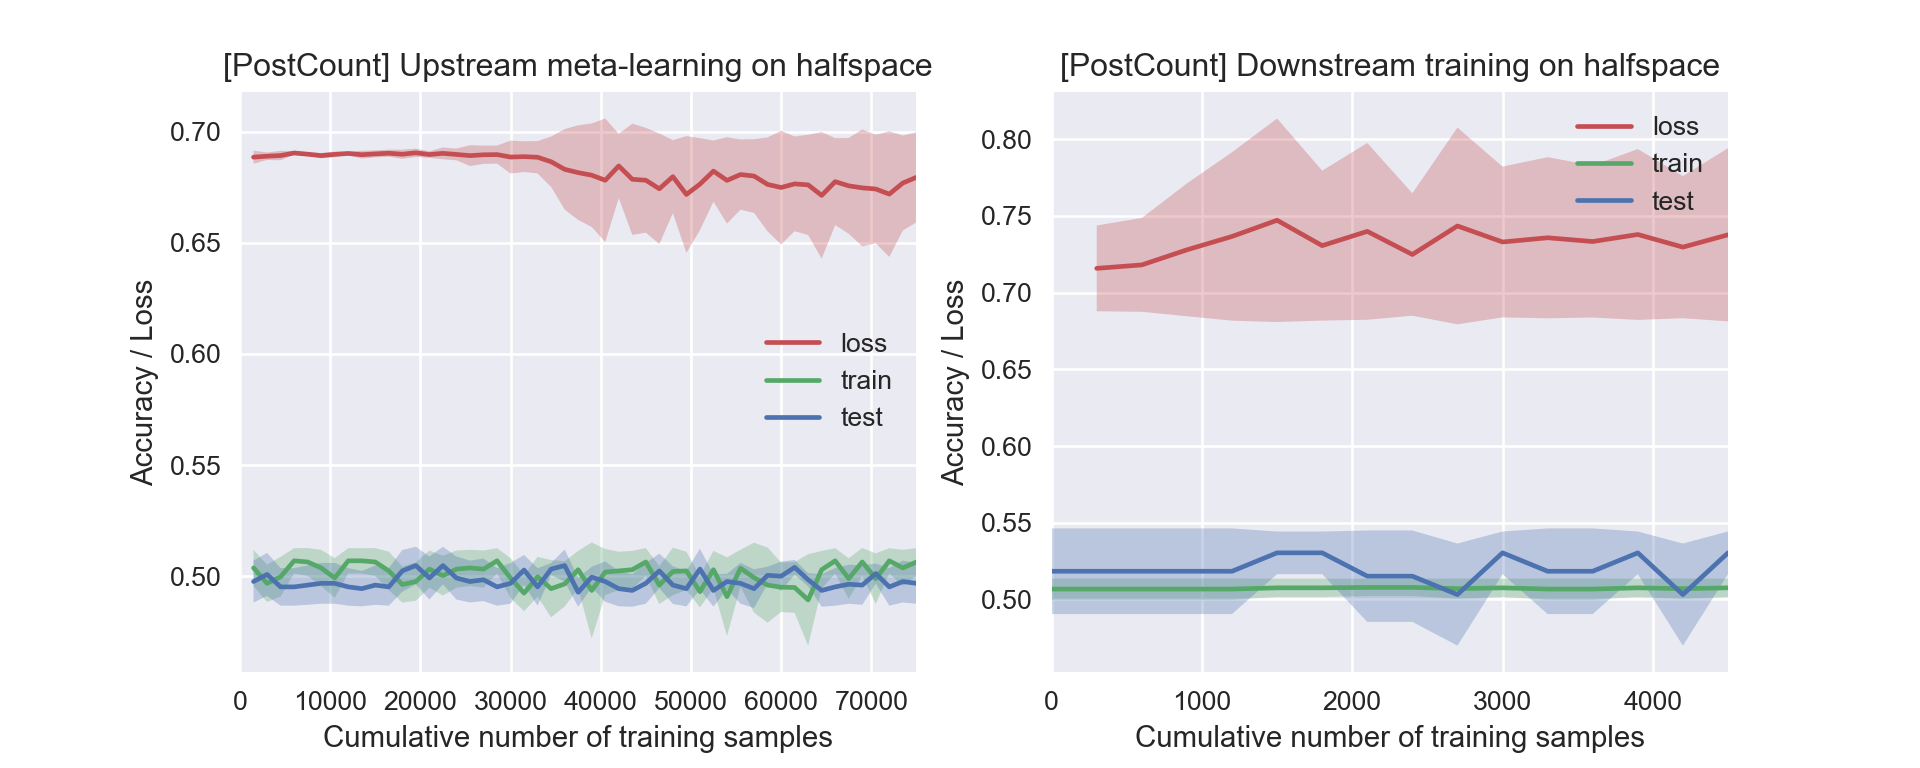 [PostCount] Upstream meta-learning on halfspace
Accuracy / Loss
0.70
0.65
0.60
0.55
0.50
loss
train
test
0 10000 20000 30000 40000 50000 60000 70000
Cumulative number of training samples
[PostCount] Downstream training on halfspace
Accuracy / Loss
0.80
0.75
0.70
0.65
0.60
0.55
0.50
loss
train
test
0 1000 2000 3000 4000
Cumulative number of training samples